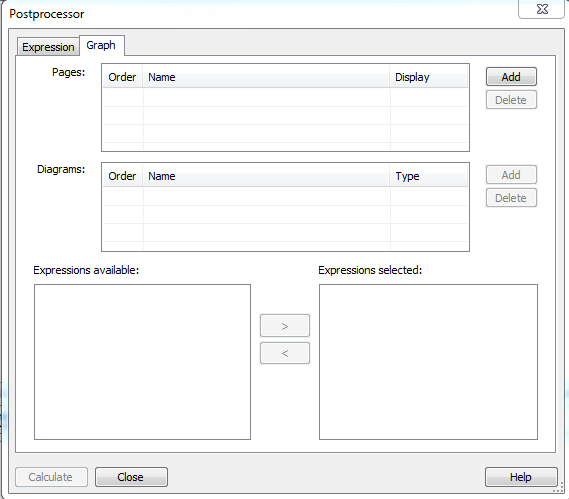 Postprocessor
Expression Graph
Pages: Order Name Display Add
Delete
Diagrams: Order Name Type Add
Delete
Expressions available: Expressions selected:
>
<
Calculate Close Help